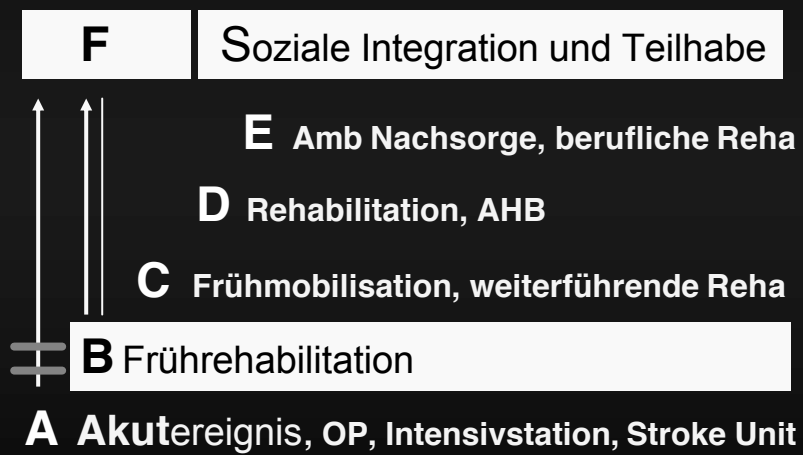 F Soziale Integration und Teilhabe
E Amb Nachsorge, berufliche Reha
D Rehabilitation, AHB
C Frühmobilisation, weiterführende Reha
B Frührehabilitation
A Akutereignis, OP, Intensivstation, Stroke Unit